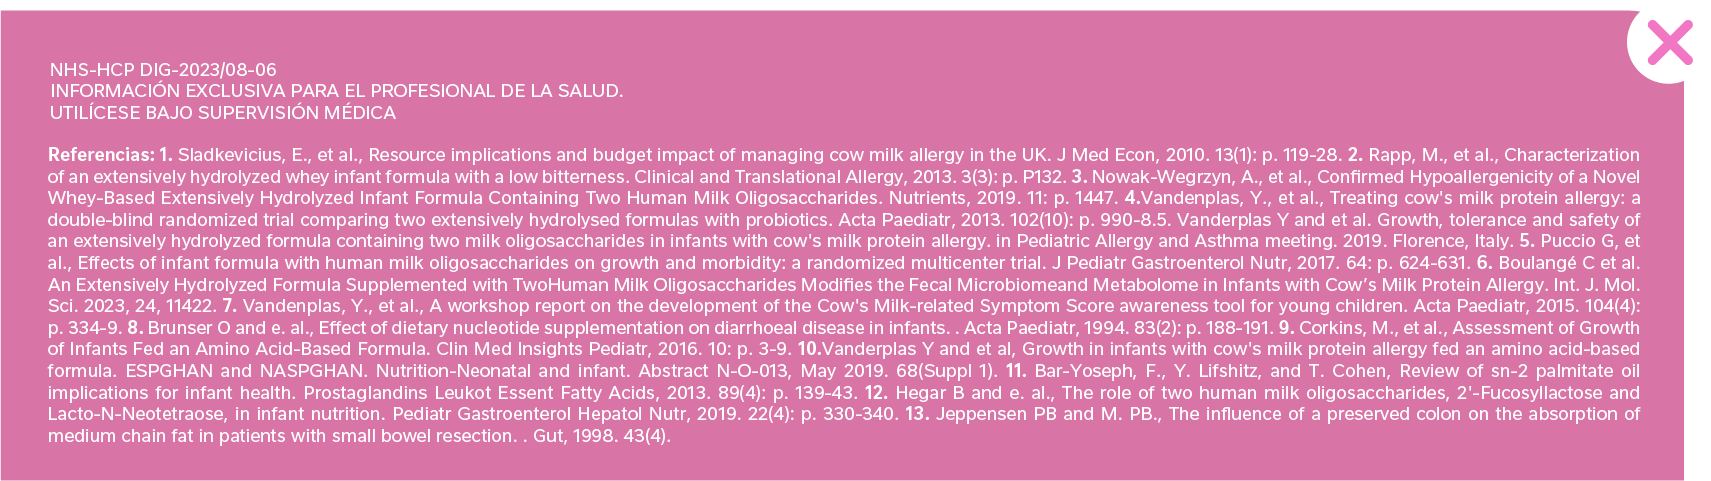 NHS-HCP DIG-2023/08-06
INFORMACIÓN EXCLUSIVA PARA EL PROFESIONAL DE LA SALUD.
UTILÍCESE BAJO SUPERVISIÓN MÉDICA
Referencias: 1. Sladkevicius, E., et al., Resource implications and budget impact of managing cow milk allergy in the UK. J Med Econ, 2010. 13(1): p. 119-28. 2. Rapp, M., et al., Characterization
of an extensively hydrolyzed whey infant formula with a low bitterness. Clinical and Translational Allergy, 2013. 3(3): p. P132. 3. Nowak-Wegrzyn, A., et al., Confirmed Hypoallergenicity of a Novel
Whey-Based Extensively Hydrolyzed Infant Formula Containing Two Human Milk Oligosaccharides. Nutrients, 2019. 11: p. 1447. 4.Vandenplas, Y., et al., Treating cow's milk protein allergy: a
double-blind randomized trial comparing two extensively hydrolysed formulas with probiotics. Acta Paediatr, 2013. 102(10): p. 990-8.5. Vanderplas Y and et al. Growth, tolerance and safety of
an extensively hydrolyzed formula containing two milk oligosaccharides in infants with cow's milk protein allergy. in Pediatric Allergy and Asthma meeting. 2019. Florence, Italy. 5. Puccio G, et
al., Effects of infant formula with human milk oligosaccharides on growth and morbidity: a randomized multicenter trial. J Pediatr Gastroenterol Nutr, 2017. 64: p. 624-631. 6. Boulangé C et al.
An Extensively Hydrolyzed Formula Supplemented with TwoHuman Milk Oligosaccharides Modifies the Fecal Microbiomeand Metabolome in Infants with Cow’s Milk Protein Allergy. Int. J. Mol.
Sci. 2023, 24, 11422. 7. Vandenplas, Y., et al., A workshop report on the development of the Cow's Milk-related Symptom Score awareness tool for young children. Acta Paediatr, 2015. 104(4):
p. 334-9. 8. Brunser O and e. al., Effect of dietary nucleotide supplementation on diarrhoeal disease in infants. . Acta Paediatr, 1994. 83(2): p. 188-191. 9. Corkins, M., et al., Assessment of Growth
of Infants Fed an Amino Acid-Based Formula. Clin Med Insights Pediatr, 2016. 10: p. 3-9. 10.Vanderplas Y and et al, Growth in infants with cow's milk protein allergy fed an amino acid-based
formula. ESPGHAN and NASPGHAN. Nutrition-Neonatal and infant. Abstract N-O-013, May 2019. 68(Suppl 1). 11. Bar-Yoseph, F., Y. Lifshitz, and T. Cohen, Review of sn-2 palmitate oil
implications for infant health. Prostaglandins Leukot Essent Fatty Acids, 2013. 89(4): p. 139-43. 12. Hegar B and e. al., The role of two human milk oligosaccharides, 2'-Fucosyllactose and
Lacto-N-Neotetraose, in infant nutrition. Pediatr Gastroenterol Hepatol Nutr, 2019. 22(4): p. 330-340. 13. Jeppensen PB and M. PB., The influence of a preserved colon on the absorption of
medium chain fat in patients with small bowel resection. . Gut, 1998. 43(4).